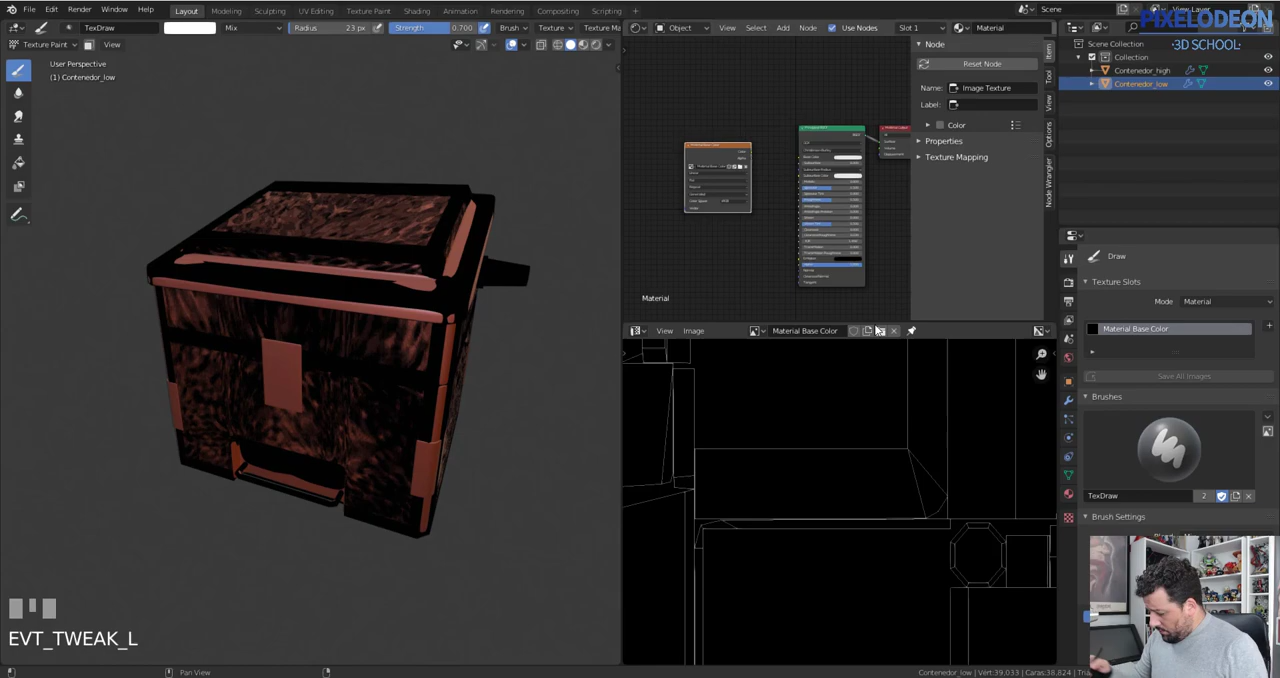 File Edit Render Window Help Layout Modeling Sculpting UV Editing Texture Paint Shading Animation Rendering Compositing Scripting Scene
PIXELODEON
·3D SCHOOL·
TexDraw Mix Radius 23 px Strength 0.700 Brush Texture
Object View Select Add Node Use Nodes Slot 1 Material
Texture Paint View
User Perspective
(1) Contenedor_low
Node
Reset Node
Name: Image Texture
Label:
Color
Properties
Texture Mapping
Item
Tool
View
Options
Node Wrangler
Material
View Image Material Base Color
Scene Collection
Collection
Contenedor_high
Contenedor_low
Draw
Texture Slots
Mode Material
Material Base Color
Save All Images
Brushes
TexDraw 2
Brush Settings
EVT_TWEAK_L
Pan View
Contenedor_low | Vért:39,033 | Caras:38,824 | Tri